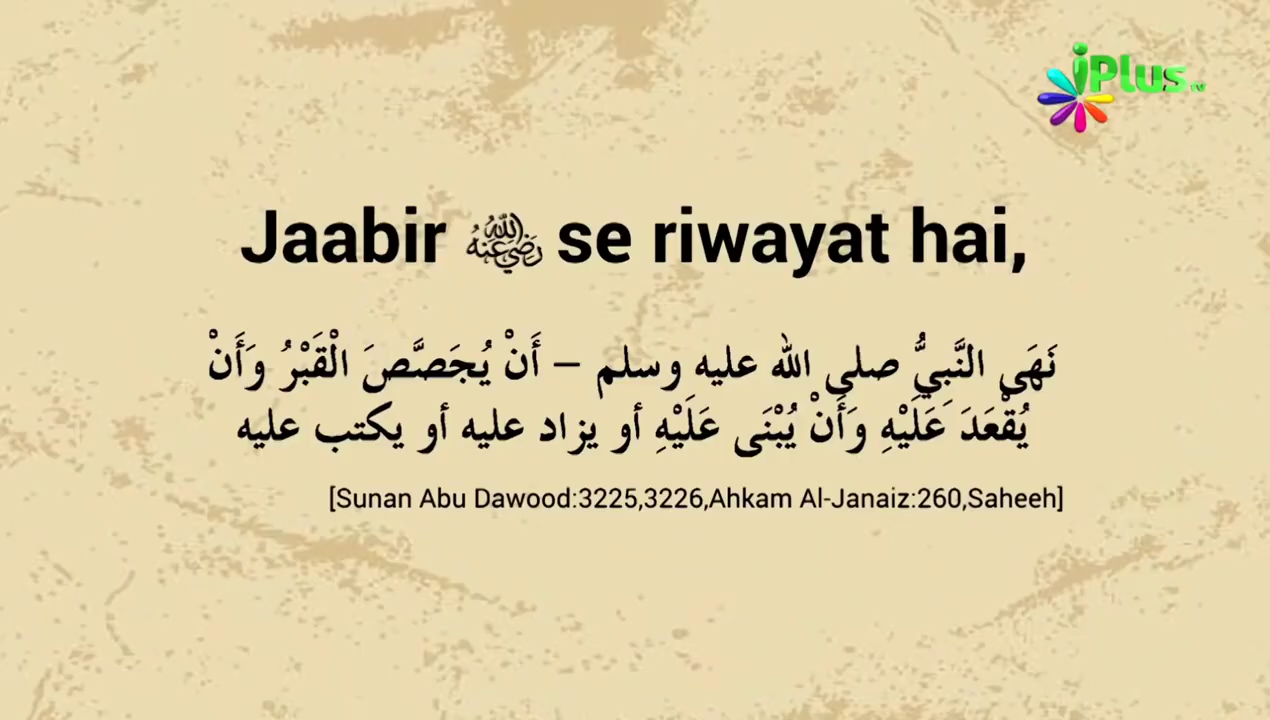 iPlus TV
Jaabir رضي الله عنه se riwayat hai,
نَهَى النَّبِيُّ صلى الله عليه وسلم – أَنْ يُجَصَّصَ الْقَبْرُ وَأَنْ
يُقْعَدَ عَلَيْهِ وَأَنْ يُبْنَى عَلَيْهِ أو يزاد عليه أو يكتب عليه
[Sunan Abu Dawood:3225,3226,Ahkam Al-Janaiz:260,Saheeh]